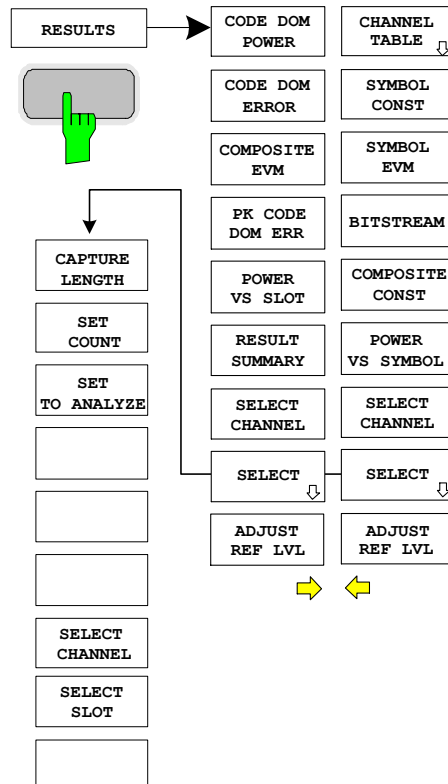 RESULTS
CODE DOM
POWER
CODE DOM
ERROR
COMPOSITE
EVM
PK CODE
DOM ERR
POWER
VS SLOT
RESULT
SUMMARY
SELECT
CHANNEL
SELECT
ADJUST
REF LVL
CHANNEL
TABLE
SYMBOL
CONST
SYMBOL
EVM
BITSTREAM
COMPOSITE
CONST
POWER
VS SYMBOL
SELECT
CHANNEL
SELECT
ADJUST
REF LVL
CAPTURE
LENGTH
SET
COUNT
SET
TO ANALYZE
SELECT
CHANNEL
SELECT
SLOT